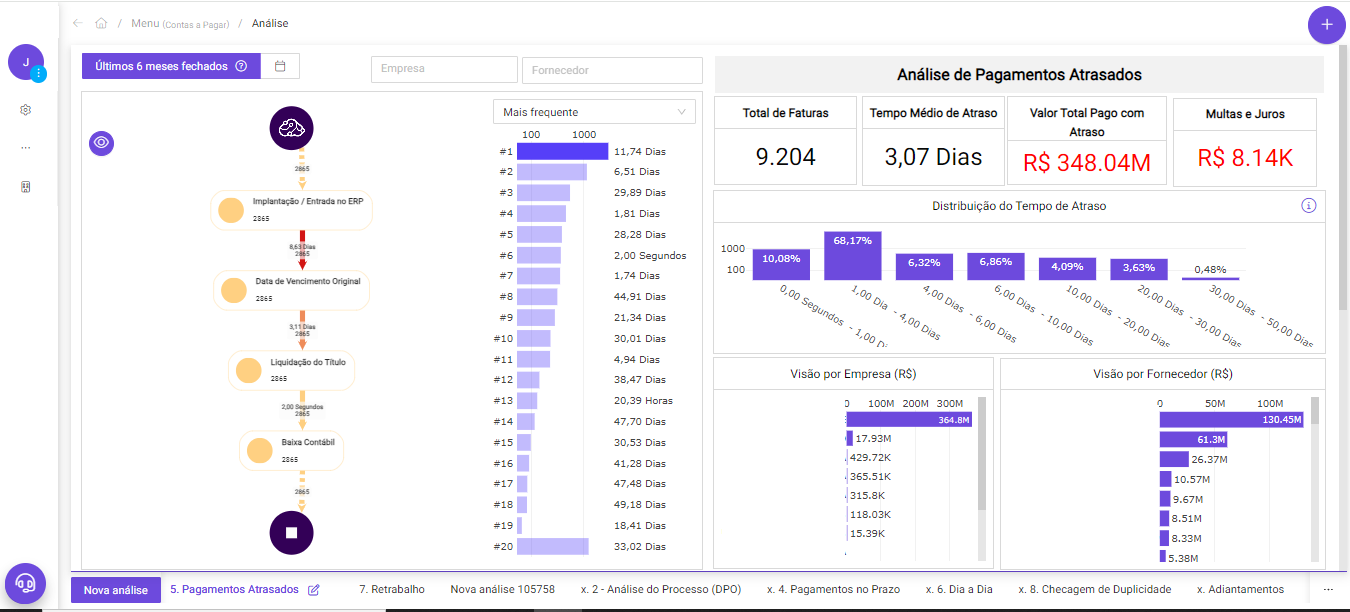 / Menu (Contas a Pagar) / Análise
+
J
Últimos 6 meses fechados
Empresa
Fornecedor
2865
Implantação / Entrada no ERP
2865
8,63 Dias
2865
Data de Vencimento Original
2865
3,11 Dias
2865
Liquidação do Título
2865
2,00 Segundos
2865
Baixa Contábil
2865
2865
Mais frequente
100 1000
#1 11,74 Dias
#2 6,51 Dias
#3 29,89 Dias
#4 1,81 Dias
#5 28,28 Dias
#6 2,00 Segundos
#7 1,74 Dias
#8 44,91 Dias
#9 21,34 Dias
#10 30,01 Dias
#11 4,94 Dias
#12 38,47 Dias
#13 20,39 Horas
#14 47,70 Dias
#15 30,53 Dias
#16 41,28 Dias
#17 47,48 Dias
#18 49,18 Dias
#19 18,41 Dias
#20 33,02 Dias
Análise de Pagamentos Atrasados
Total de Faturas
9.204
Tempo Médio de Atraso
3,07 Dias
Valor Total Pago com
Atraso
R$ 348.04M
Multas e Juros
R$ 8.14K
Distribuição do Tempo de Atraso
1000
100
10,08% 68,17% 6,32% 6,86% 4,09% 3,63% 0,48%
0,00 Segundos - 1,00 Di
1,00 Dia - 4,00 Dias
4,00 Dias - 6,00 Dias
6,00 Dias - 10,00 Dias
10,00 Dias - 20,00 Dias
20,00 Dias - 30,00 Dias
30,00 Dias - 50,00 Dias
Visão por Empresa (R$)
0 100M 200M 300M
364.8M
17.93M
429.72K
365.51K
315.8K
118.03K
15.39K
Visão por Fornecedor (R$)
0 50M 100M
130.45M
61.3M
26.37M
10.57M
9.67M
8.51M
8.33M
5.38M
Nova análise 5. Pagamentos Atrasados 7. Retrabalho Nova análise 105758 x. 2 - Análise do Processo (DPO) x. 4. Pagamentos no Prazo x. 6. Dia a Dia x. 8. Checagem de Duplicidade x. Adiantamentos ...